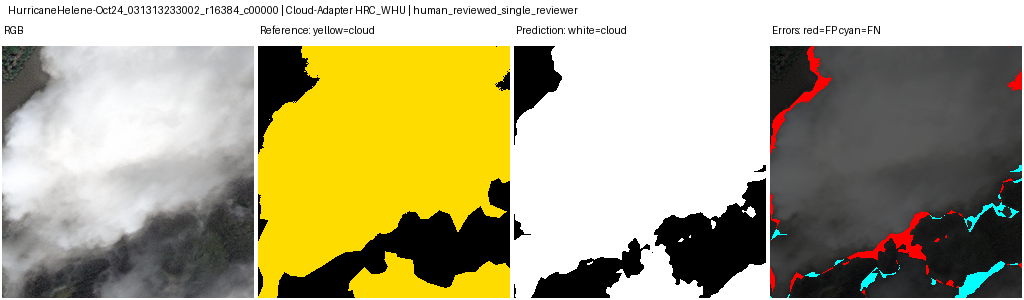 HurricaneHelene-Oct24_031313233002_r16384_c00000 | Cloud-Adapter HRC_WHU | human_reviewed_single_reviewer
RGB
Reference: yellow=cloud
Prediction: white=cloud
Errors: red=FP cyan=FN